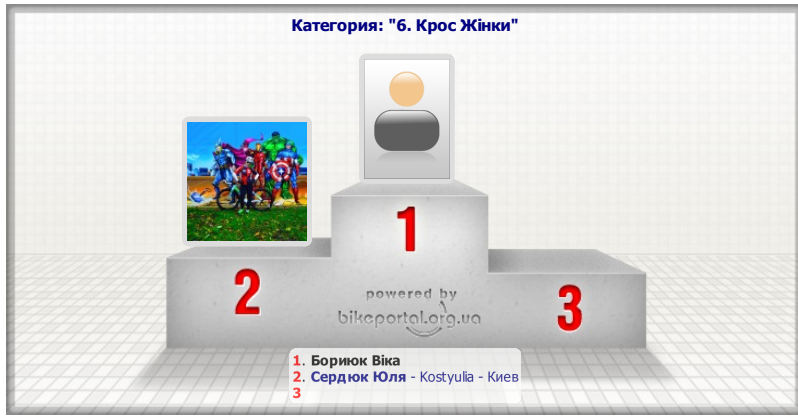 Категория: "6. Крос Жінки"
1
2
3
powered by
bikeportal.org.ua
1. Бориюк Віка
2. Сердюк Юля - Kostyulia - Киев
3